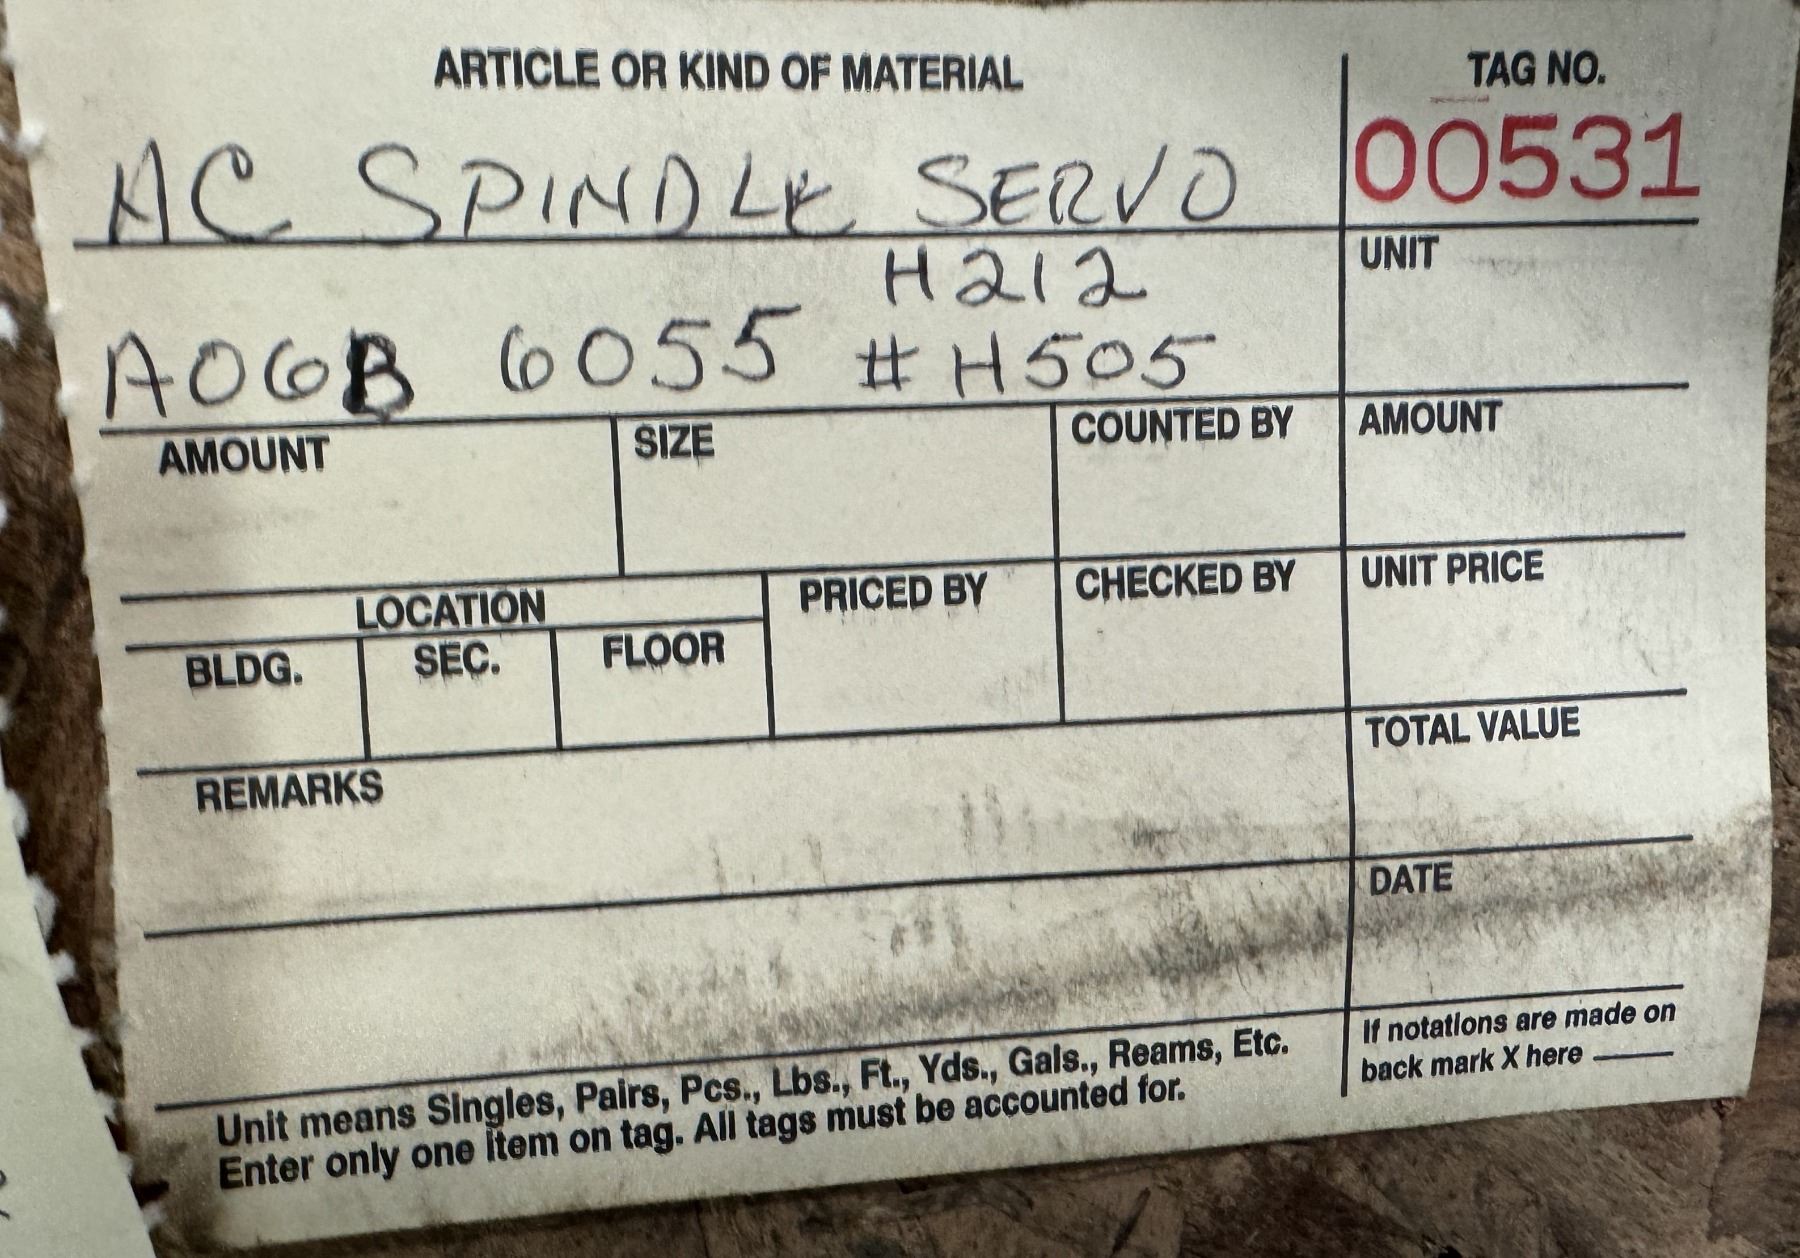 ARTICLE OR KIND OF MATERIAL
TAG NO.
AC SPINDLE SERVO
00531
H212
UNIT
A06B 6055 #H505
AMOUNT
SIZE
COUNTED BY
AMOUNT
LOCATION
PRICED BY
CHECKED BY
UNIT PRICE
BLDG.
SEC.
FLOOR
TOTAL VALUE
REMARKS
DATE
Unit means Singles, Pairs, Pcs., Lbs., Ft., Yds., Gals., Reams, Etc.
Enter only one item on tag. All tags must be accounted for.
If notations are made on
back mark X here